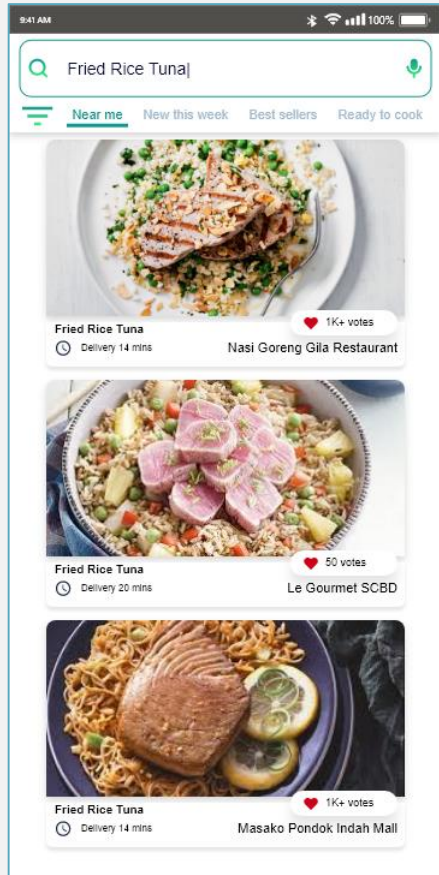 9:41 AM 100%
Fried Rice Tuna
Near me New this week Best sellers Ready to cook
1K+ votes
Fried Rice Tuna
Delivery 14 mins Nasi Goreng Gila Restaurant
50 votes
Fried Rice Tuna
Delivery 20 mins Le Gourmet SCBD
1K+ votes
Fried Rice Tuna
Delivery 14 mins Masako Pondok Indah Mall